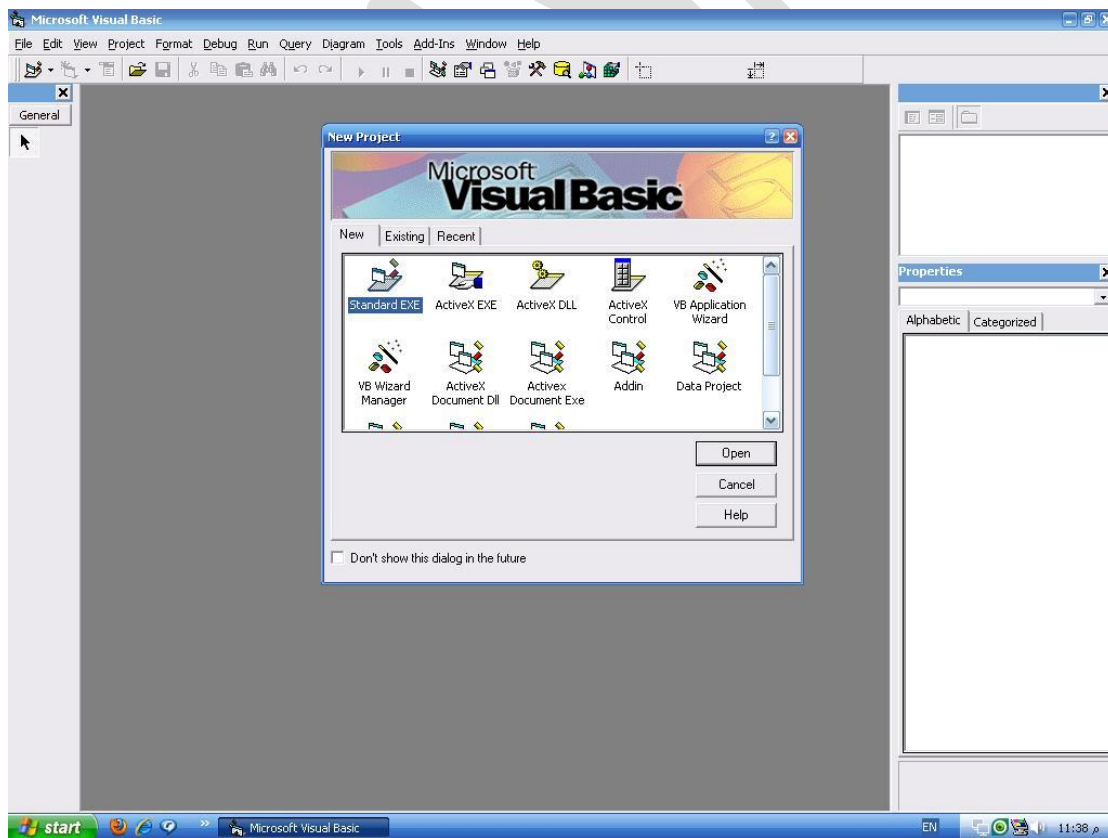 Microsoft Visual Basic
File Edit View Project Format Debug Run Query Diagram Tools Add-Ins Window Help
General
New Project
Microsoft
Visual Basic
New Existing Recent
Standard EXE ActiveX EXE ActiveX DLL ActiveX Control VB Application Wizard
VB Wizard Manager ActiveX Document Dll Activex Document Exe Addin Data Project
Open
Cancel
Help
Don't show this dialog in the future
Properties
Alphabetic Categorized
start Microsoft Visual Basic EN 11:38 م